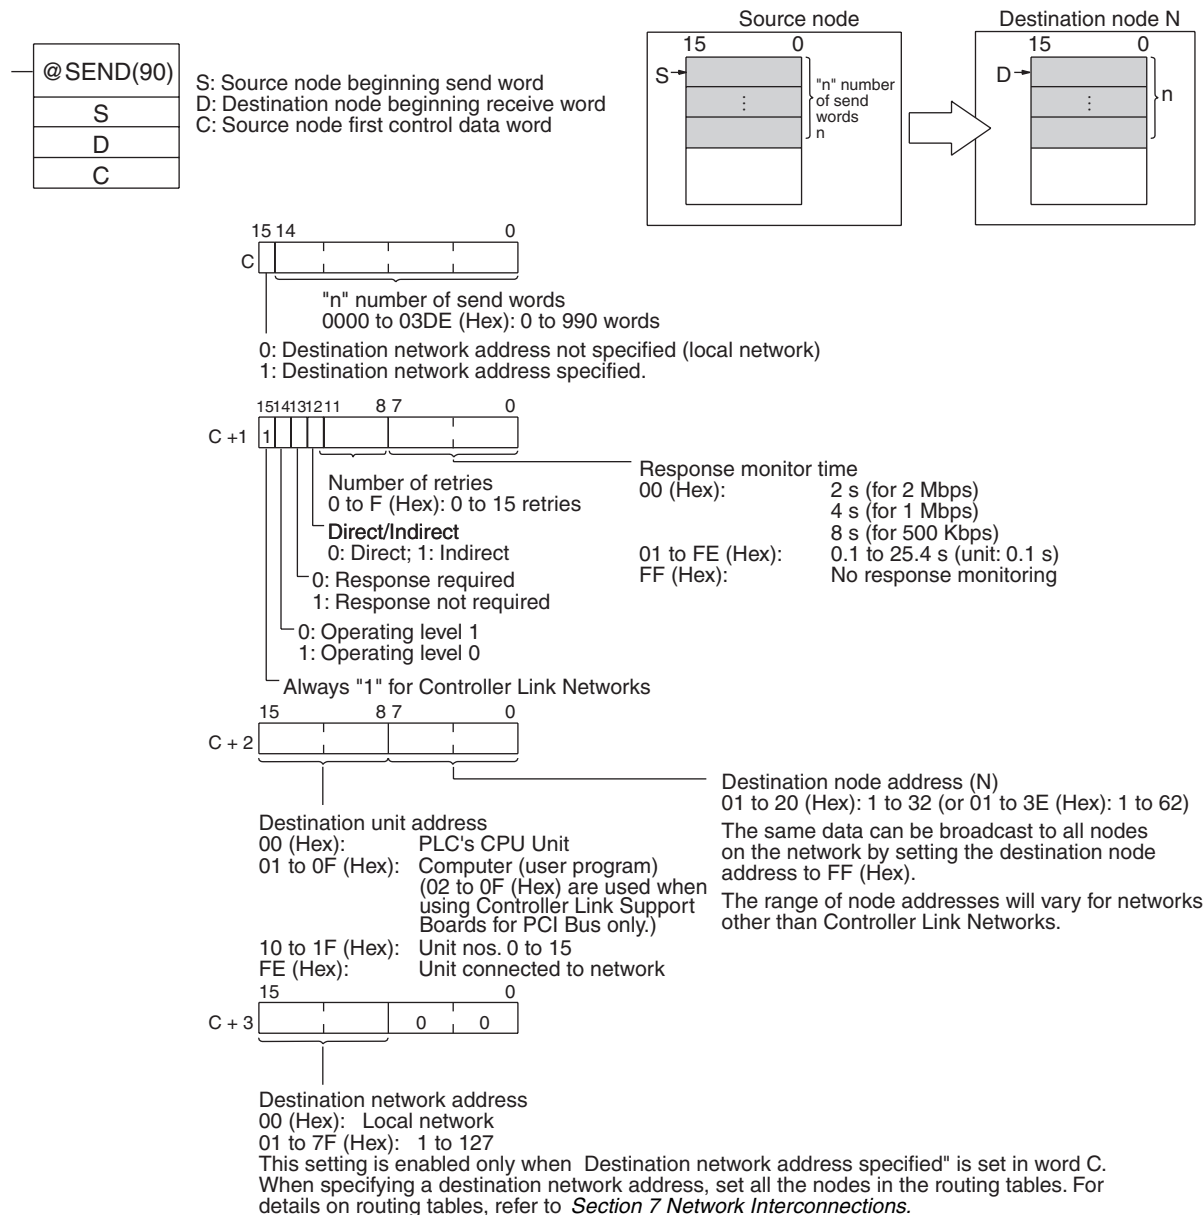 Source node
Destination node N
@SEND(90)
S
D
C
S: Source node beginning send word
D: Destination node beginning receive word
C: Source node first control data word
15 0
S
"n" number
of send
words
n
15 0
D
n
15 14 0
C
"n" number of send words
0000 to 03DE (Hex): 0 to 990 words
0: Destination network address not specified (local network)
1: Destination network address specified.
15 14 13 12 11 8 7 0
C +1 1
Number of retries
0 to F (Hex): 0 to 15 retries
Direct/Indirect
0: Direct; 1: Indirect
0: Response required
1: Response not required
0: Operating level 1
1: Operating level 0
Always "1" for Controller Link Networks
Response monitor time
00 (Hex): 2 s (for 2 Mbps)
4 s (for 1 Mbps)
8 s (for 500 Kbps)
01 to FE (Hex): 0.1 to 25.4 s (unit: 0.1 s)
FF (Hex): No response monitoring
15 8 7 0
C + 2
Destination unit address
00 (Hex): PLC's CPU Unit
01 to 0F (Hex): Computer (user program)
(02 to 0F (Hex) are used when
using Controller Link Support
Boards for PCI Bus only.)
10 to 1F (Hex): Unit nos. 0 to 15
FE (Hex): Unit connected to network
Destination node address (N)
01 to 20 (Hex): 1 to 32 (or 01 to 3E (Hex): 1 to 62)
The same data can be broadcast to all nodes
on the network by setting the destination node
address to FF (Hex).
The range of node addresses will vary for networks
other than Controller Link Networks.
15 0
C + 3 0 0
Destination network address
00 (Hex): Local network
01 to 7F (Hex): 1 to 127
This setting is enabled only when Destination network address specified" is set in word C.
When specifying a destination network address, set all the nodes in the routing tables. For
details on routing tables, refer to Section 7 Network Interconnections.